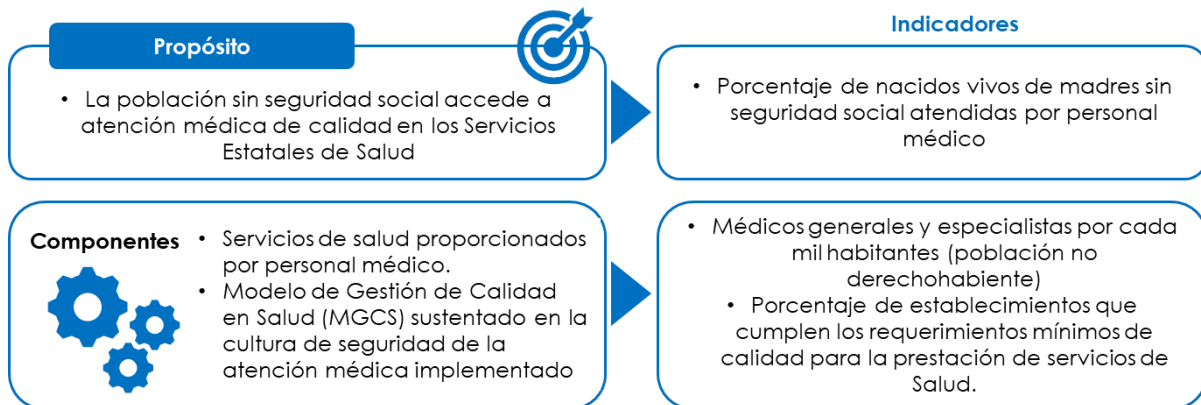 Propósito
• La población sin seguridad social accede a
atención médica de calidad en los Servicios
Estatales de Salud
Indicadores
• Porcentaje de nacidos vivos de madres sin
seguridad social atendidas por personal
médico
Componentes
• Servicios de salud proporcionados
por personal médico.
• Modelo de Gestión de Calidad
en Salud (MGCS) sustentado en la
cultura de seguridad de la
atención médica implementado
• Médicos generales y especialistas por cada
mil habitantes (población no
derechohabiente)
• Porcentaje de establecimientos que
cumplen los requerimientos mínimos de
calidad para la prestación de servicios de
Salud.